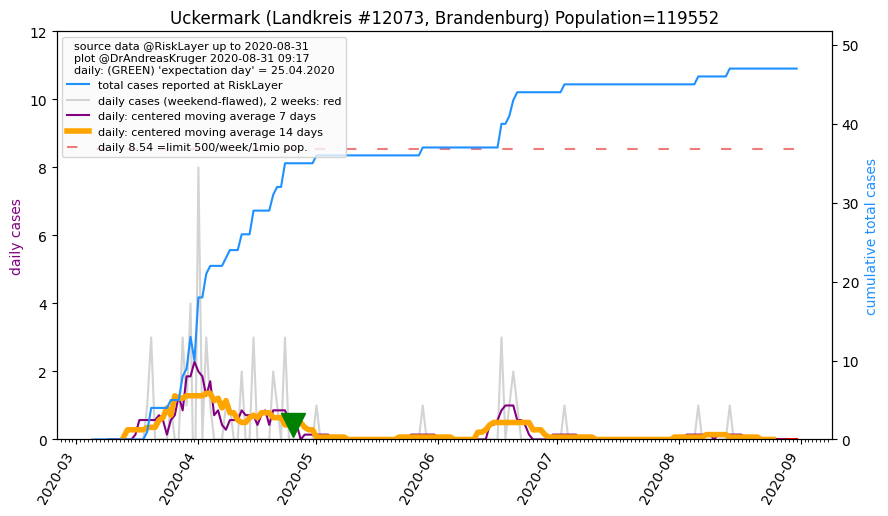 Uckermark (Landkreis #12073, Brandenburg) Population=119552
source data @RiskLayer up to 2020-08-31
plot @DrAndreasKruger 2020-08-31 09:17
daily: (GREEN) 'expectation day' = 25.04.2020
total cases reported at RiskLayer
daily cases (weekend-flawed), 2 weeks: red
daily: centered moving average 7 days
daily: centered moving average 14 days
daily 8.54 =limit 500/week/1mio pop.
daily cases
12
10
8
6
4
2
0
50
40
30
20
10
0
cumulative total cases
2020-03
2020-04
2020-05
2020-06
2020-07
2020-08
2020-09